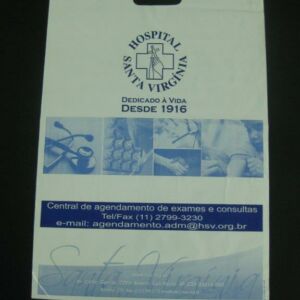 HOSPITAL
SANTA VIRGÍNIA
DEDICADO À VIDA
DESDE 1916
Central de agendamento de exames e consultas
Tel/Fax (11) 2799-3230
e-mail: agendamento.adm@hsv.org.br
Santa Virgínia